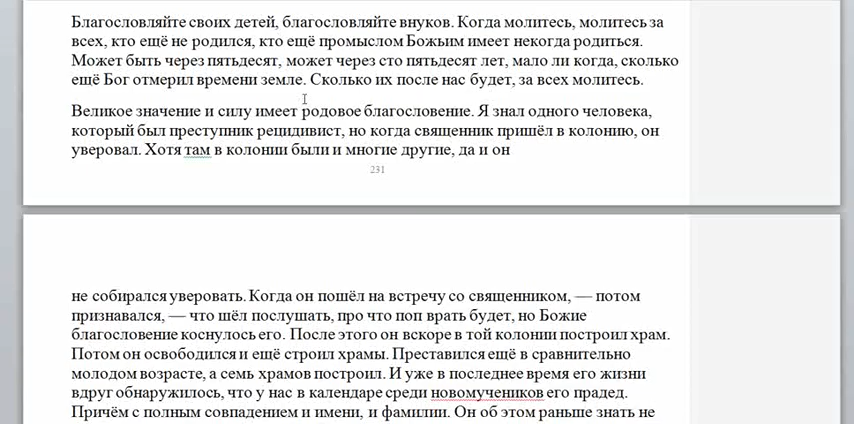 Благословляйте своих детей, благословляйте внуков. Когда молитесь, молитесь за
всех, кто ещё не родился, кто ещё промыслом Божьим имеет некогда родиться.
Может быть через пятьдесят, может через сто пятьдесят лет, мало ли когда, сколько
ещё Бог отмерил времени земле. Сколько их после нас будет, за всех молитесь.
Великое значение и силу имеет родовое благословение. Я знал одного человека,
который был преступник рецидивист, но когда священник пришёл в колонию, он
уверовал. Хотя там в колонии были и многие другие, да и он
231
не собирался уверовать. Когда он пошёл на встречу со священником, — потом
признавался, — что шёл послушать, про что поп врать будет, но Божие
благословение коснулось его. После этого он вскоре в той колонии построил храм.
Потом он освободился и ещё строил храмы. Преставился ещё в сравнительно
молодом возрасте, а семь храмов построил. И уже в последнее время его жизни
вдруг обнаружилось, что у нас в календаре среди новомучеников его прадед.
Причём с полным совпадением и имени, и фамилии. Он об этом раньше знать не